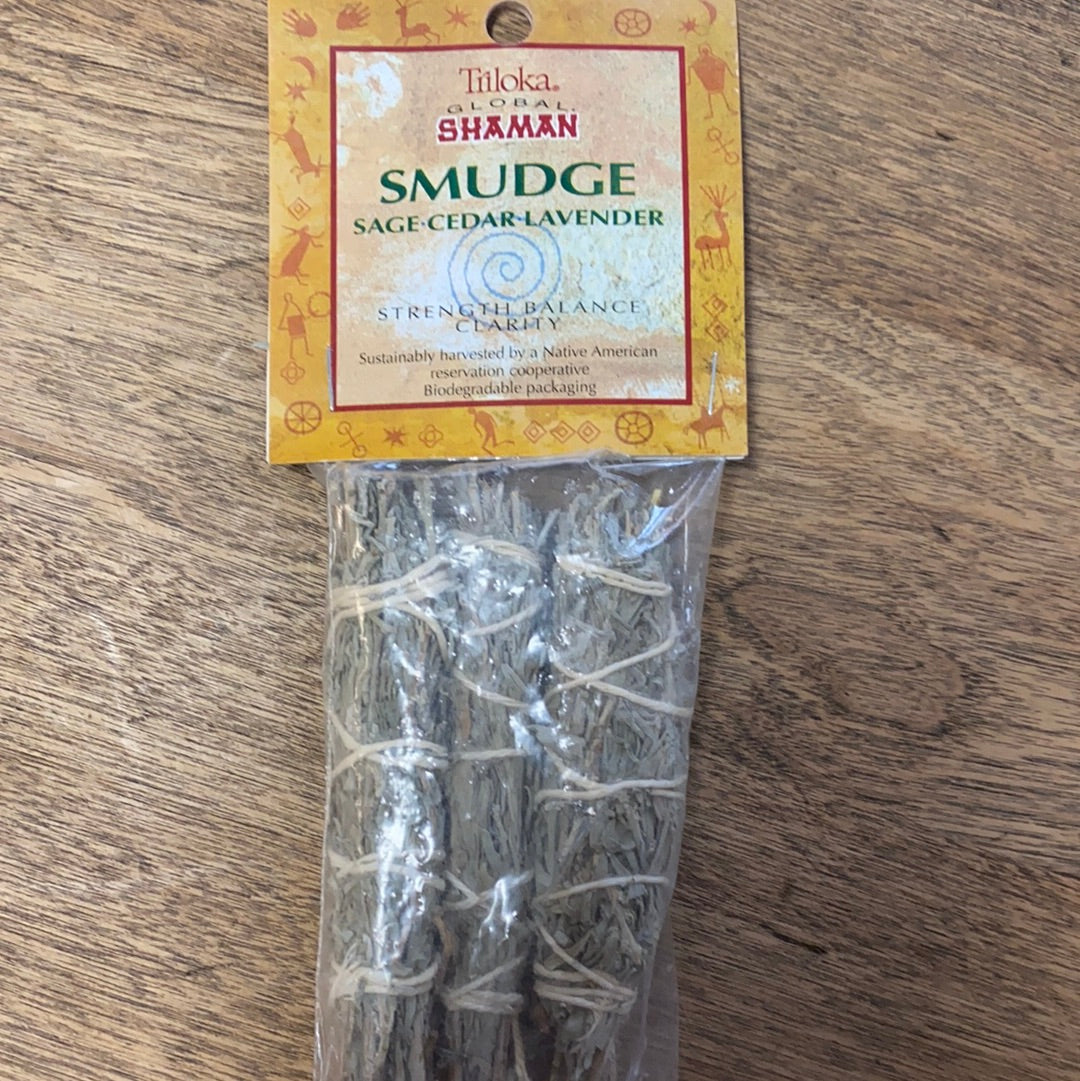 Triloka®
GLOBAL
SHAMAN
SMUDGE
SAGE·CEDAR·LAVENDER
STRENGTH BALANCE
CLARITY
Sustainably harvested by a Native American
reservation cooperative
Biodegradable packaging